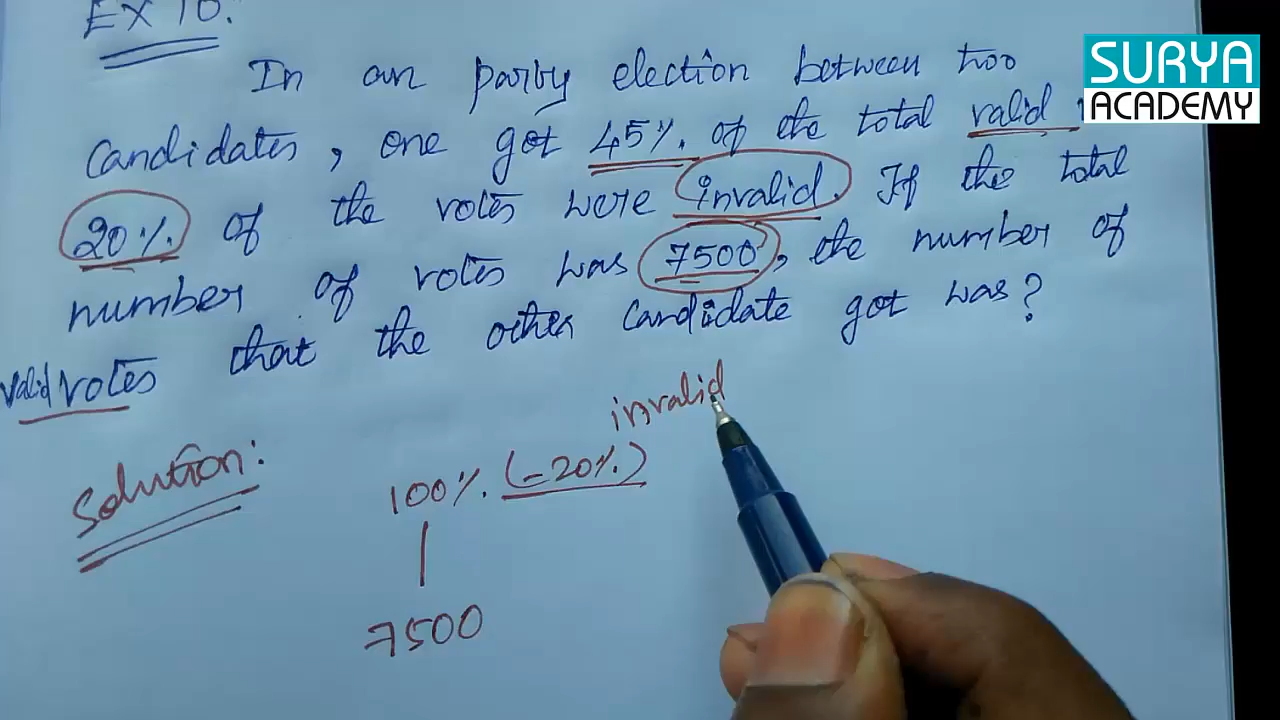 EX 10.
SURYA
ACADEMY
In an party election between two
candidates, one got 45%. of the total valid
20%. of the votes were invalid. If the total
number of votes was 7500, the number of
valid votes that the other candidate got was?
Solution:
invalid
100%. (-20%.)
7500